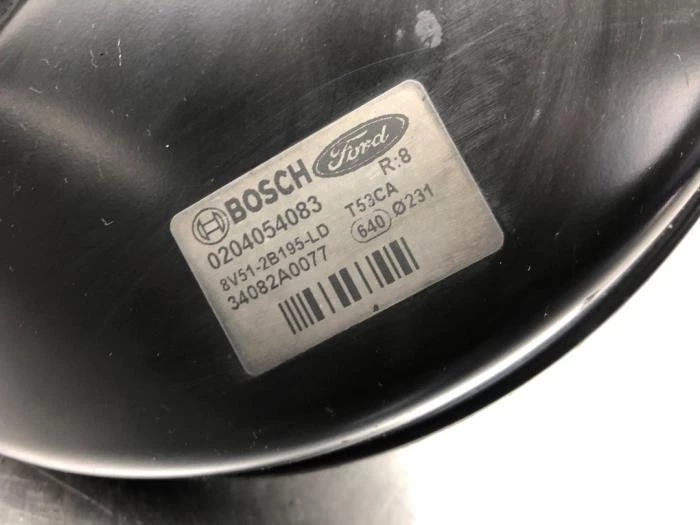 BOSCH Ford
0204054083 R:8
8V51-2B195-LD T53CA
34082A0077 640 Ø231